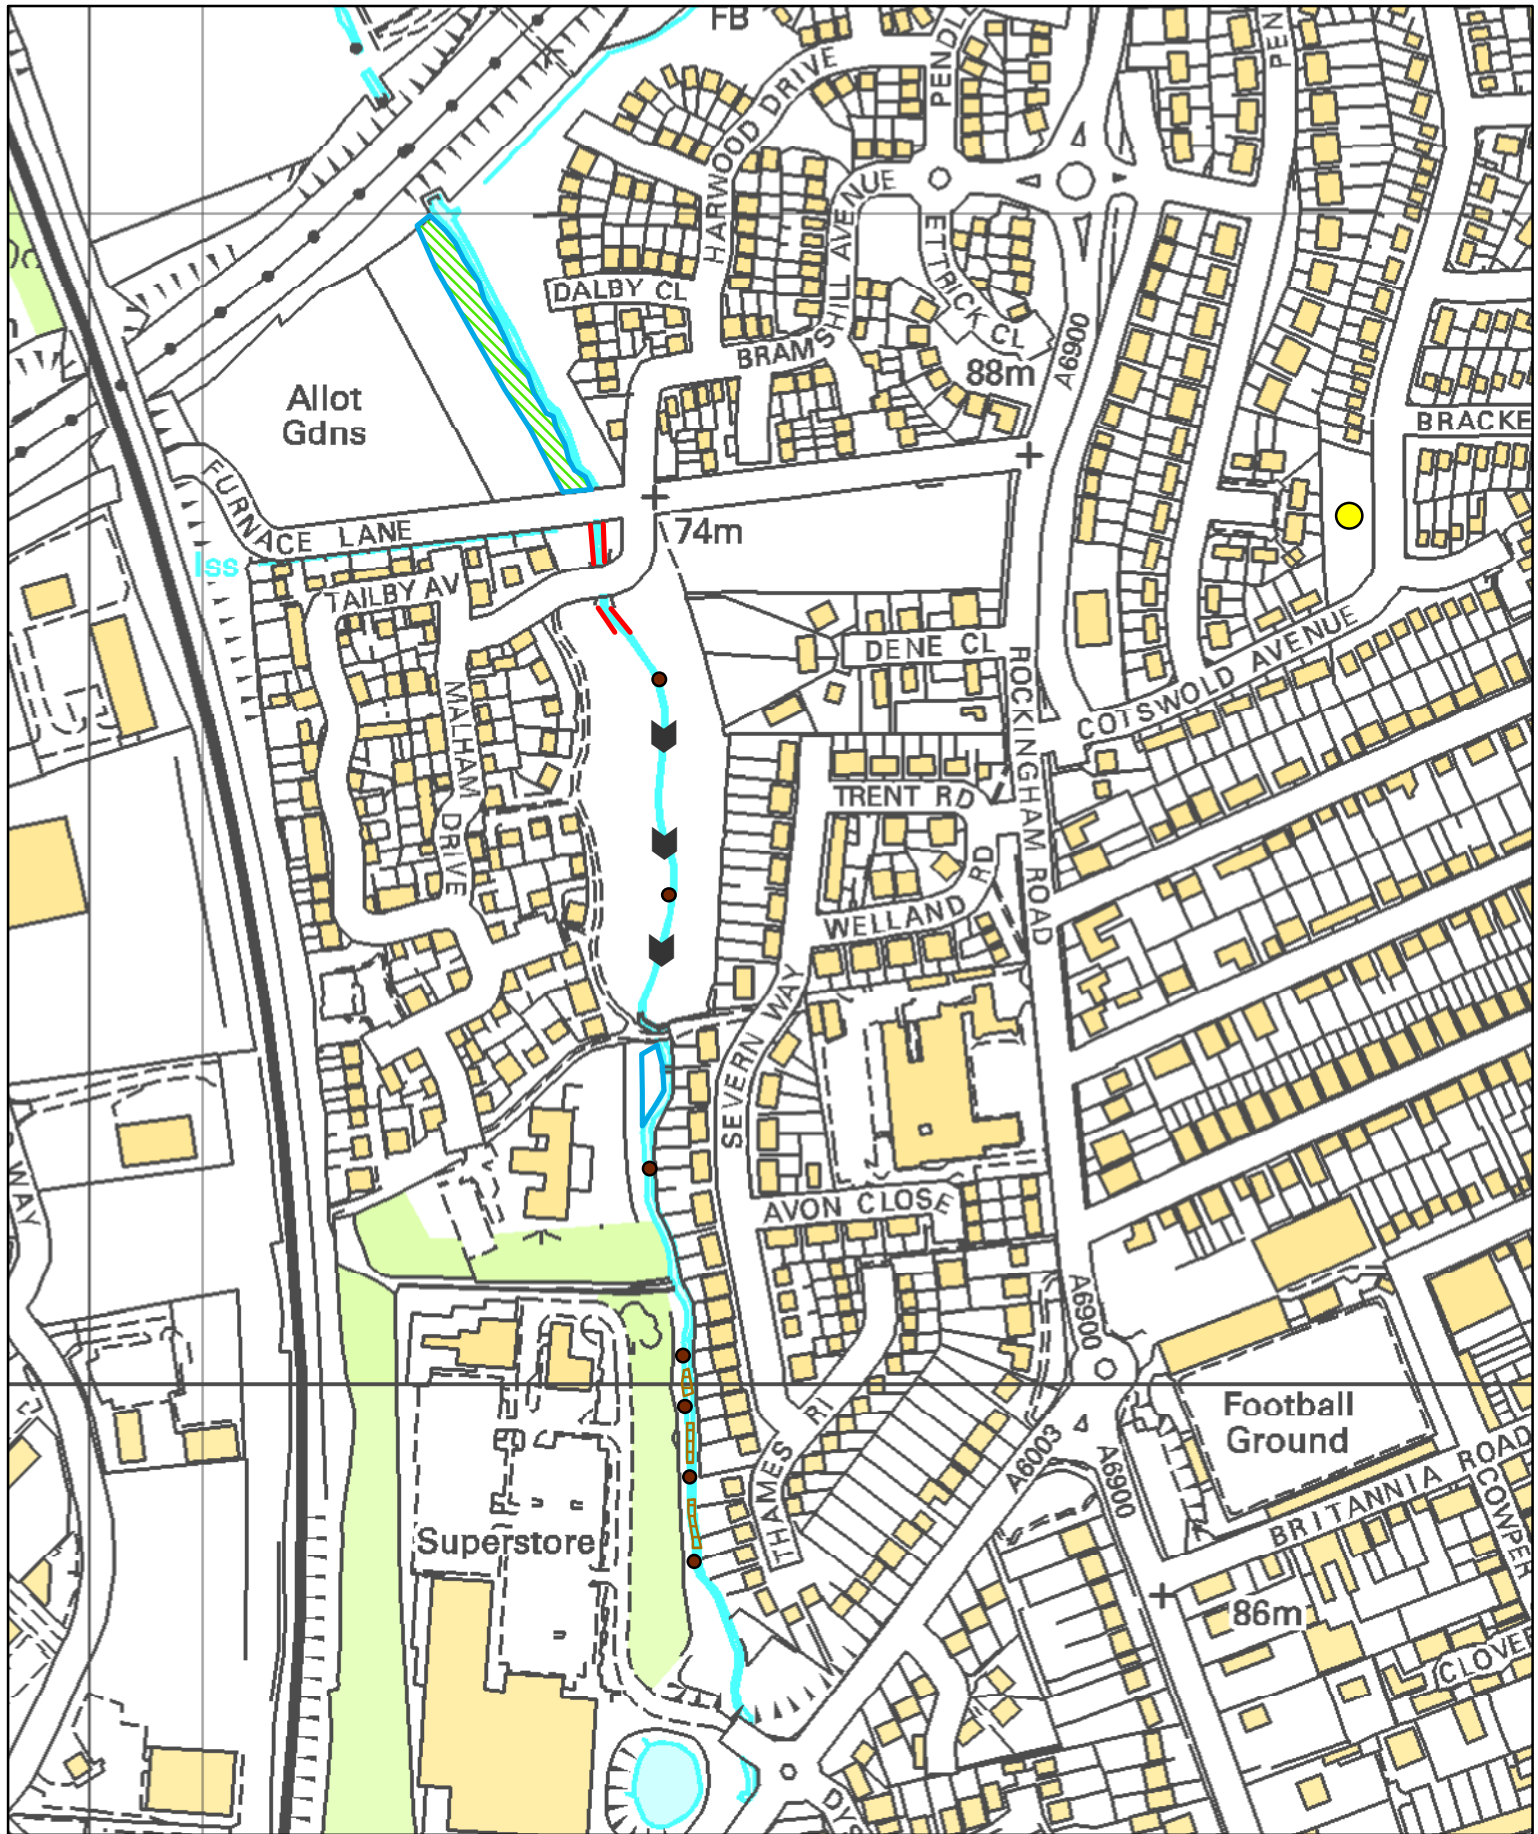 FB
HARWOOD DRIVE
PENDL
PEN
BRAMSHILL AVENUE
ETTRICK CL
DALBY CL
A6900
88m
Allot
Gdns
BRACKE
FURNACE LANE
74m
Iss
TAILBY AV
DENE CL
COTSWOLD AVENUE
ROCKINGHAM ROAD
MALHAM DRIVE
TRENT RD
WELLAND RD
SEVERN WAY
WAY
AVON CLOSE
A6900
Football
Ground
THAMES RI
A6003
A6900
BRITANNIA ROAD
COWPER
Superstore
86m
CLOVE
DY